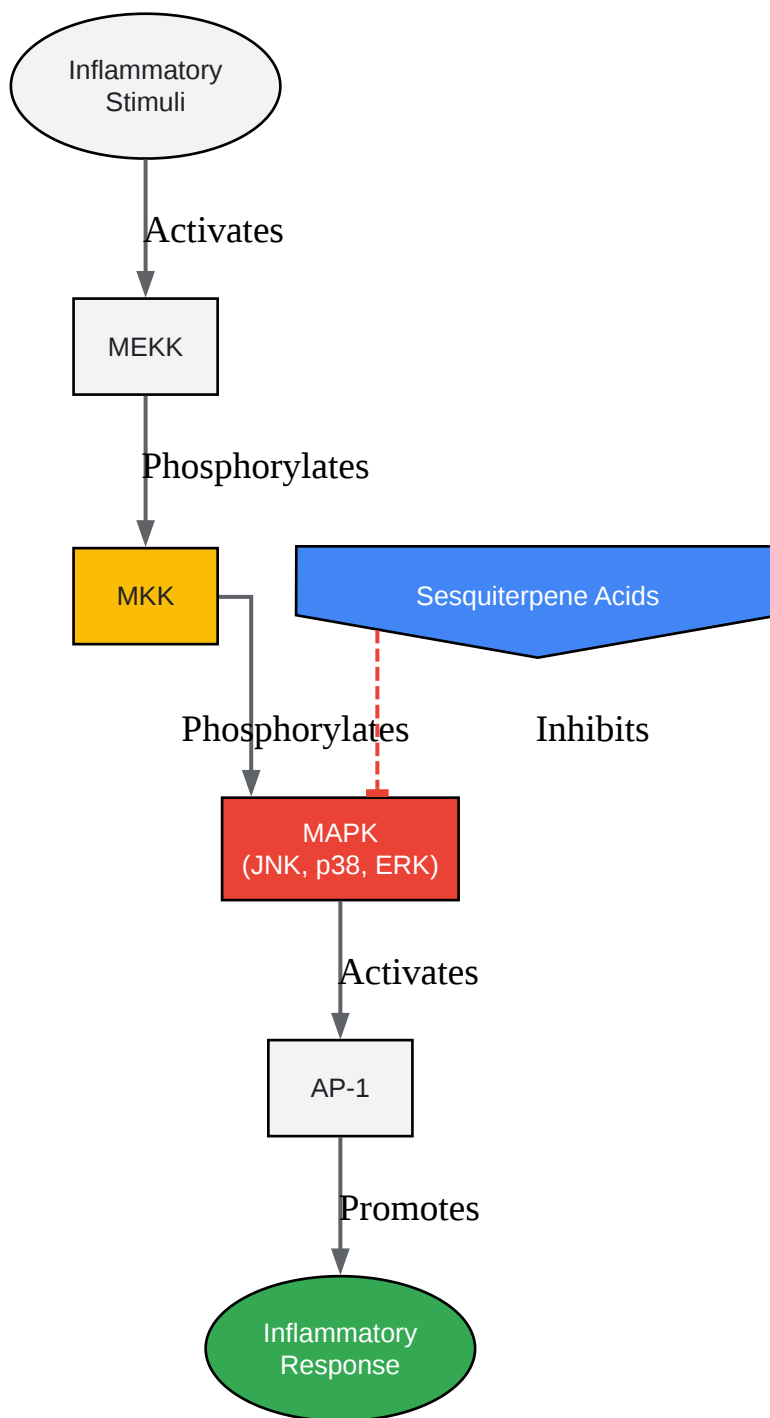 Inflammatory
Stimuli
Activates
MEKK
Phosphorylates
MKK
Sesquiterpene Acids
Phosphorylates
Inhibits
MAPK
(JNK, p38, ERK)
Activates
AP-1
Promotes
Inflammatory
Response